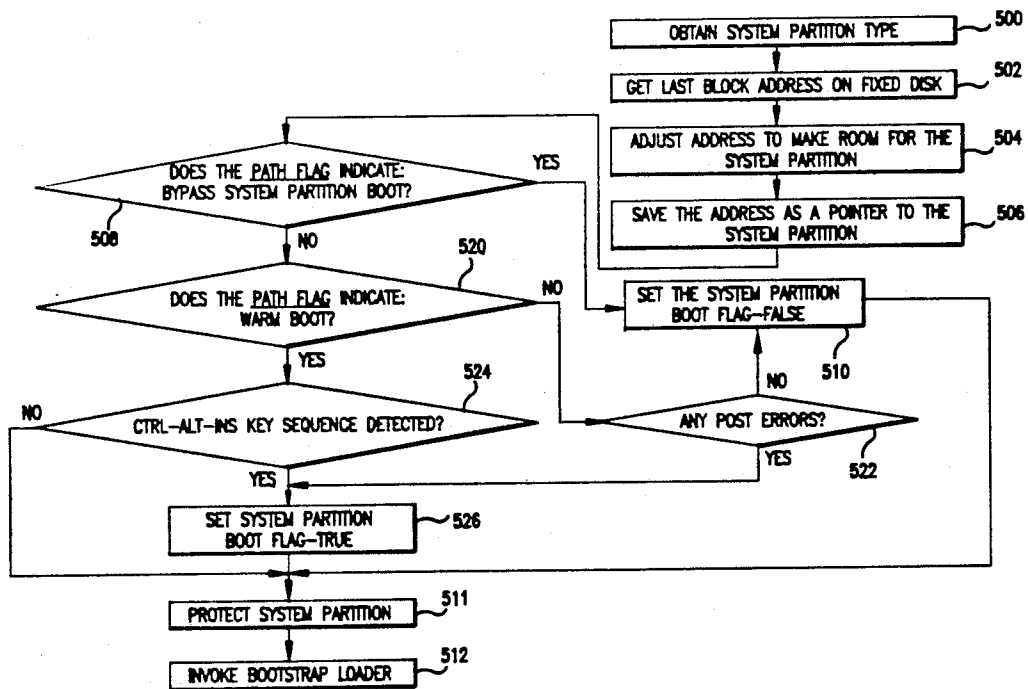 OBTAIN SYSTEM PARTITON TYPE
500
GET LAST BLOCK ADDRESS ON FIXED DISK
502
ADJUST ADDRESS TO MAKE ROOM FOR THE
SYSTEM PARTITION
504
SAVE THE ADDRESS AS A POINTER TO THE
SYSTEM PARTITION
506
DOES THE PATH FLAG INDICATE:
BYPASS SYSTEM PARTITION BOOT?
508
YES
NO
DOES THE PATH FLAG INDICATE:
WARM BOOT?
520
NO
YES
SET THE SYSTEM PARTITION
BOOT FLAG-FALSE
510
NO
CTRL-ALT-INS KEY SEQUENCE DETECTED?
524
NO
YES
ANY POST ERRORS?
522
YES
SET SYSTEM PARTITION
BOOT FLAG-TRUE
526
PROTECT SYSTEM PARTITION
511
INVOKE BOOTSTRAP LOADER
512